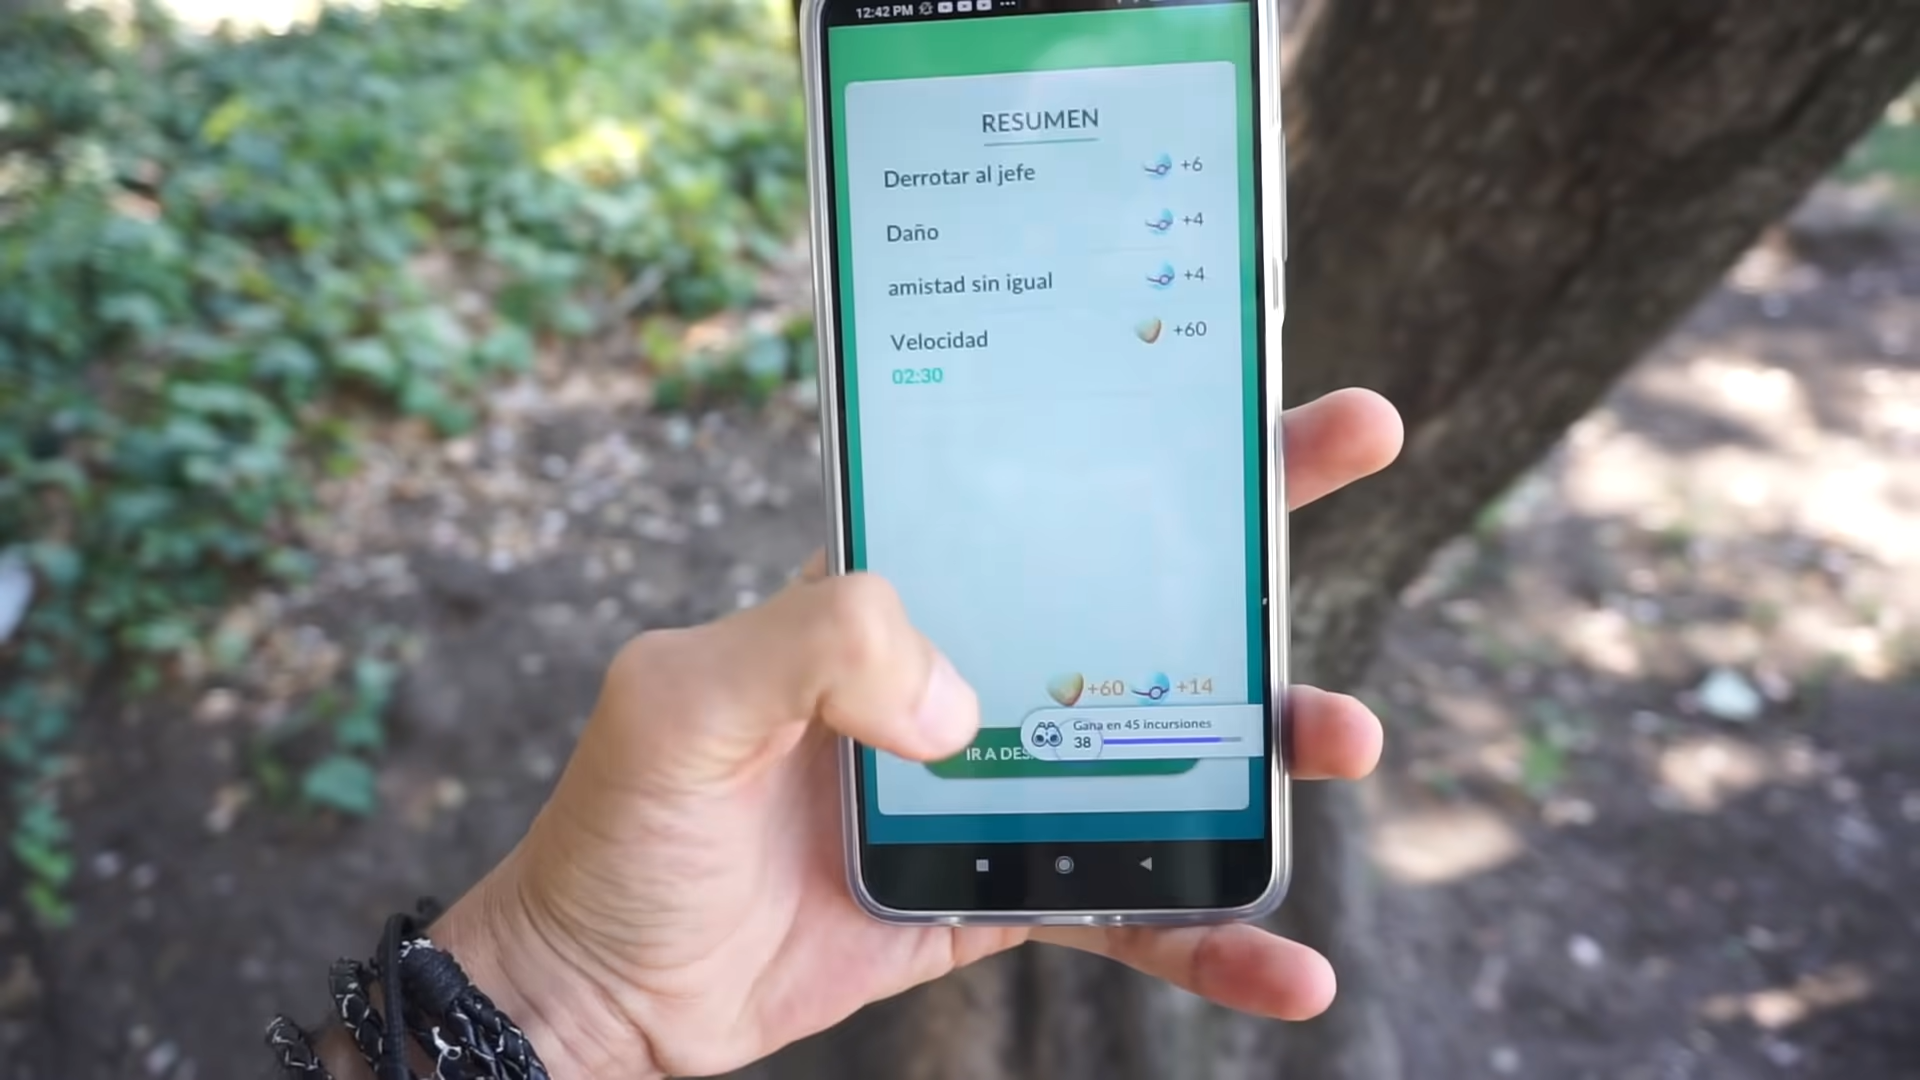 12:42 PM
RESUMEN
Derrotar al jefe +6
Daño +4
amistad sin igual +4
Velocidad +60
02:30
+60 +14
Gana en 45 incursiones
38
IR A